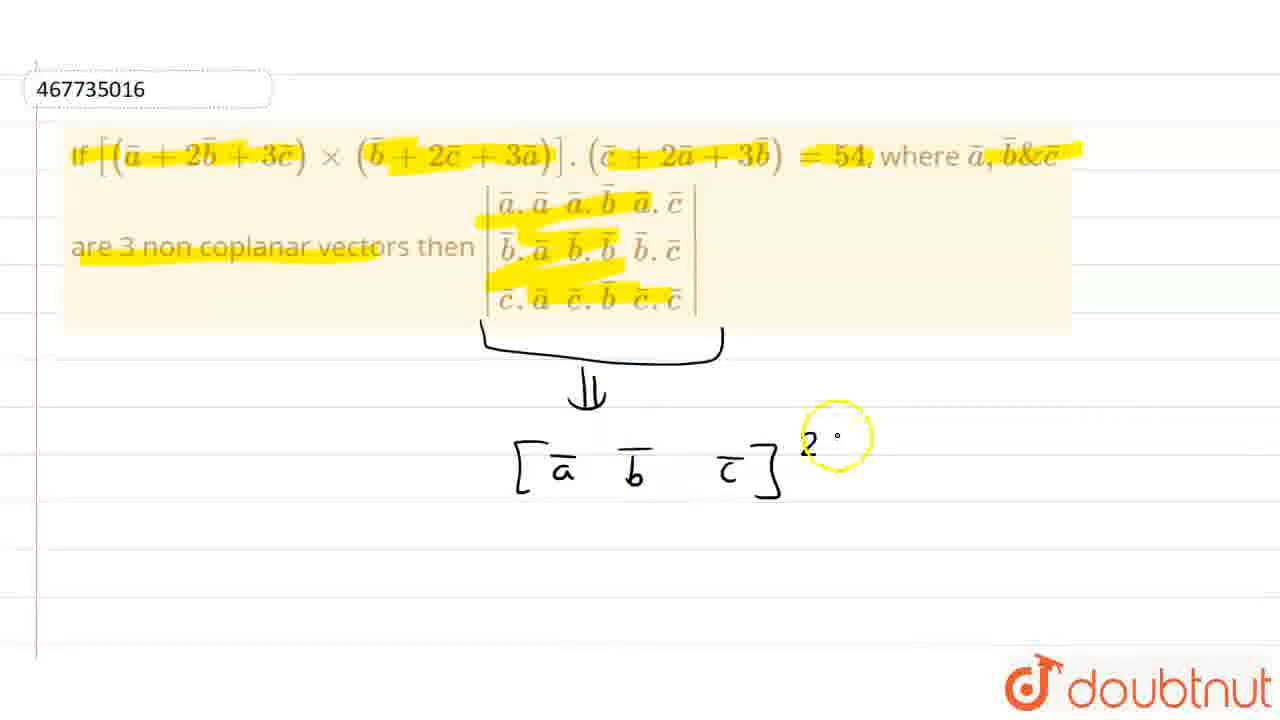 467735016
If [(ā + 2b̄ + 3c̄) × (b̄ + 2c̄ + 3ā)] . (c̄ + 2ā + 3b̄) = 54, where ā, b̄&c̄
| ā. ā ā. b̄ ā. c̄ |
are 3 non coplanar vectors then | b̄. ā b̄. b̄ b̄. c̄ |
| c̄. ā c̄. b̄ c̄. c̄ |
⇓
[ ā b̄ c̄ ]²
doubtnut